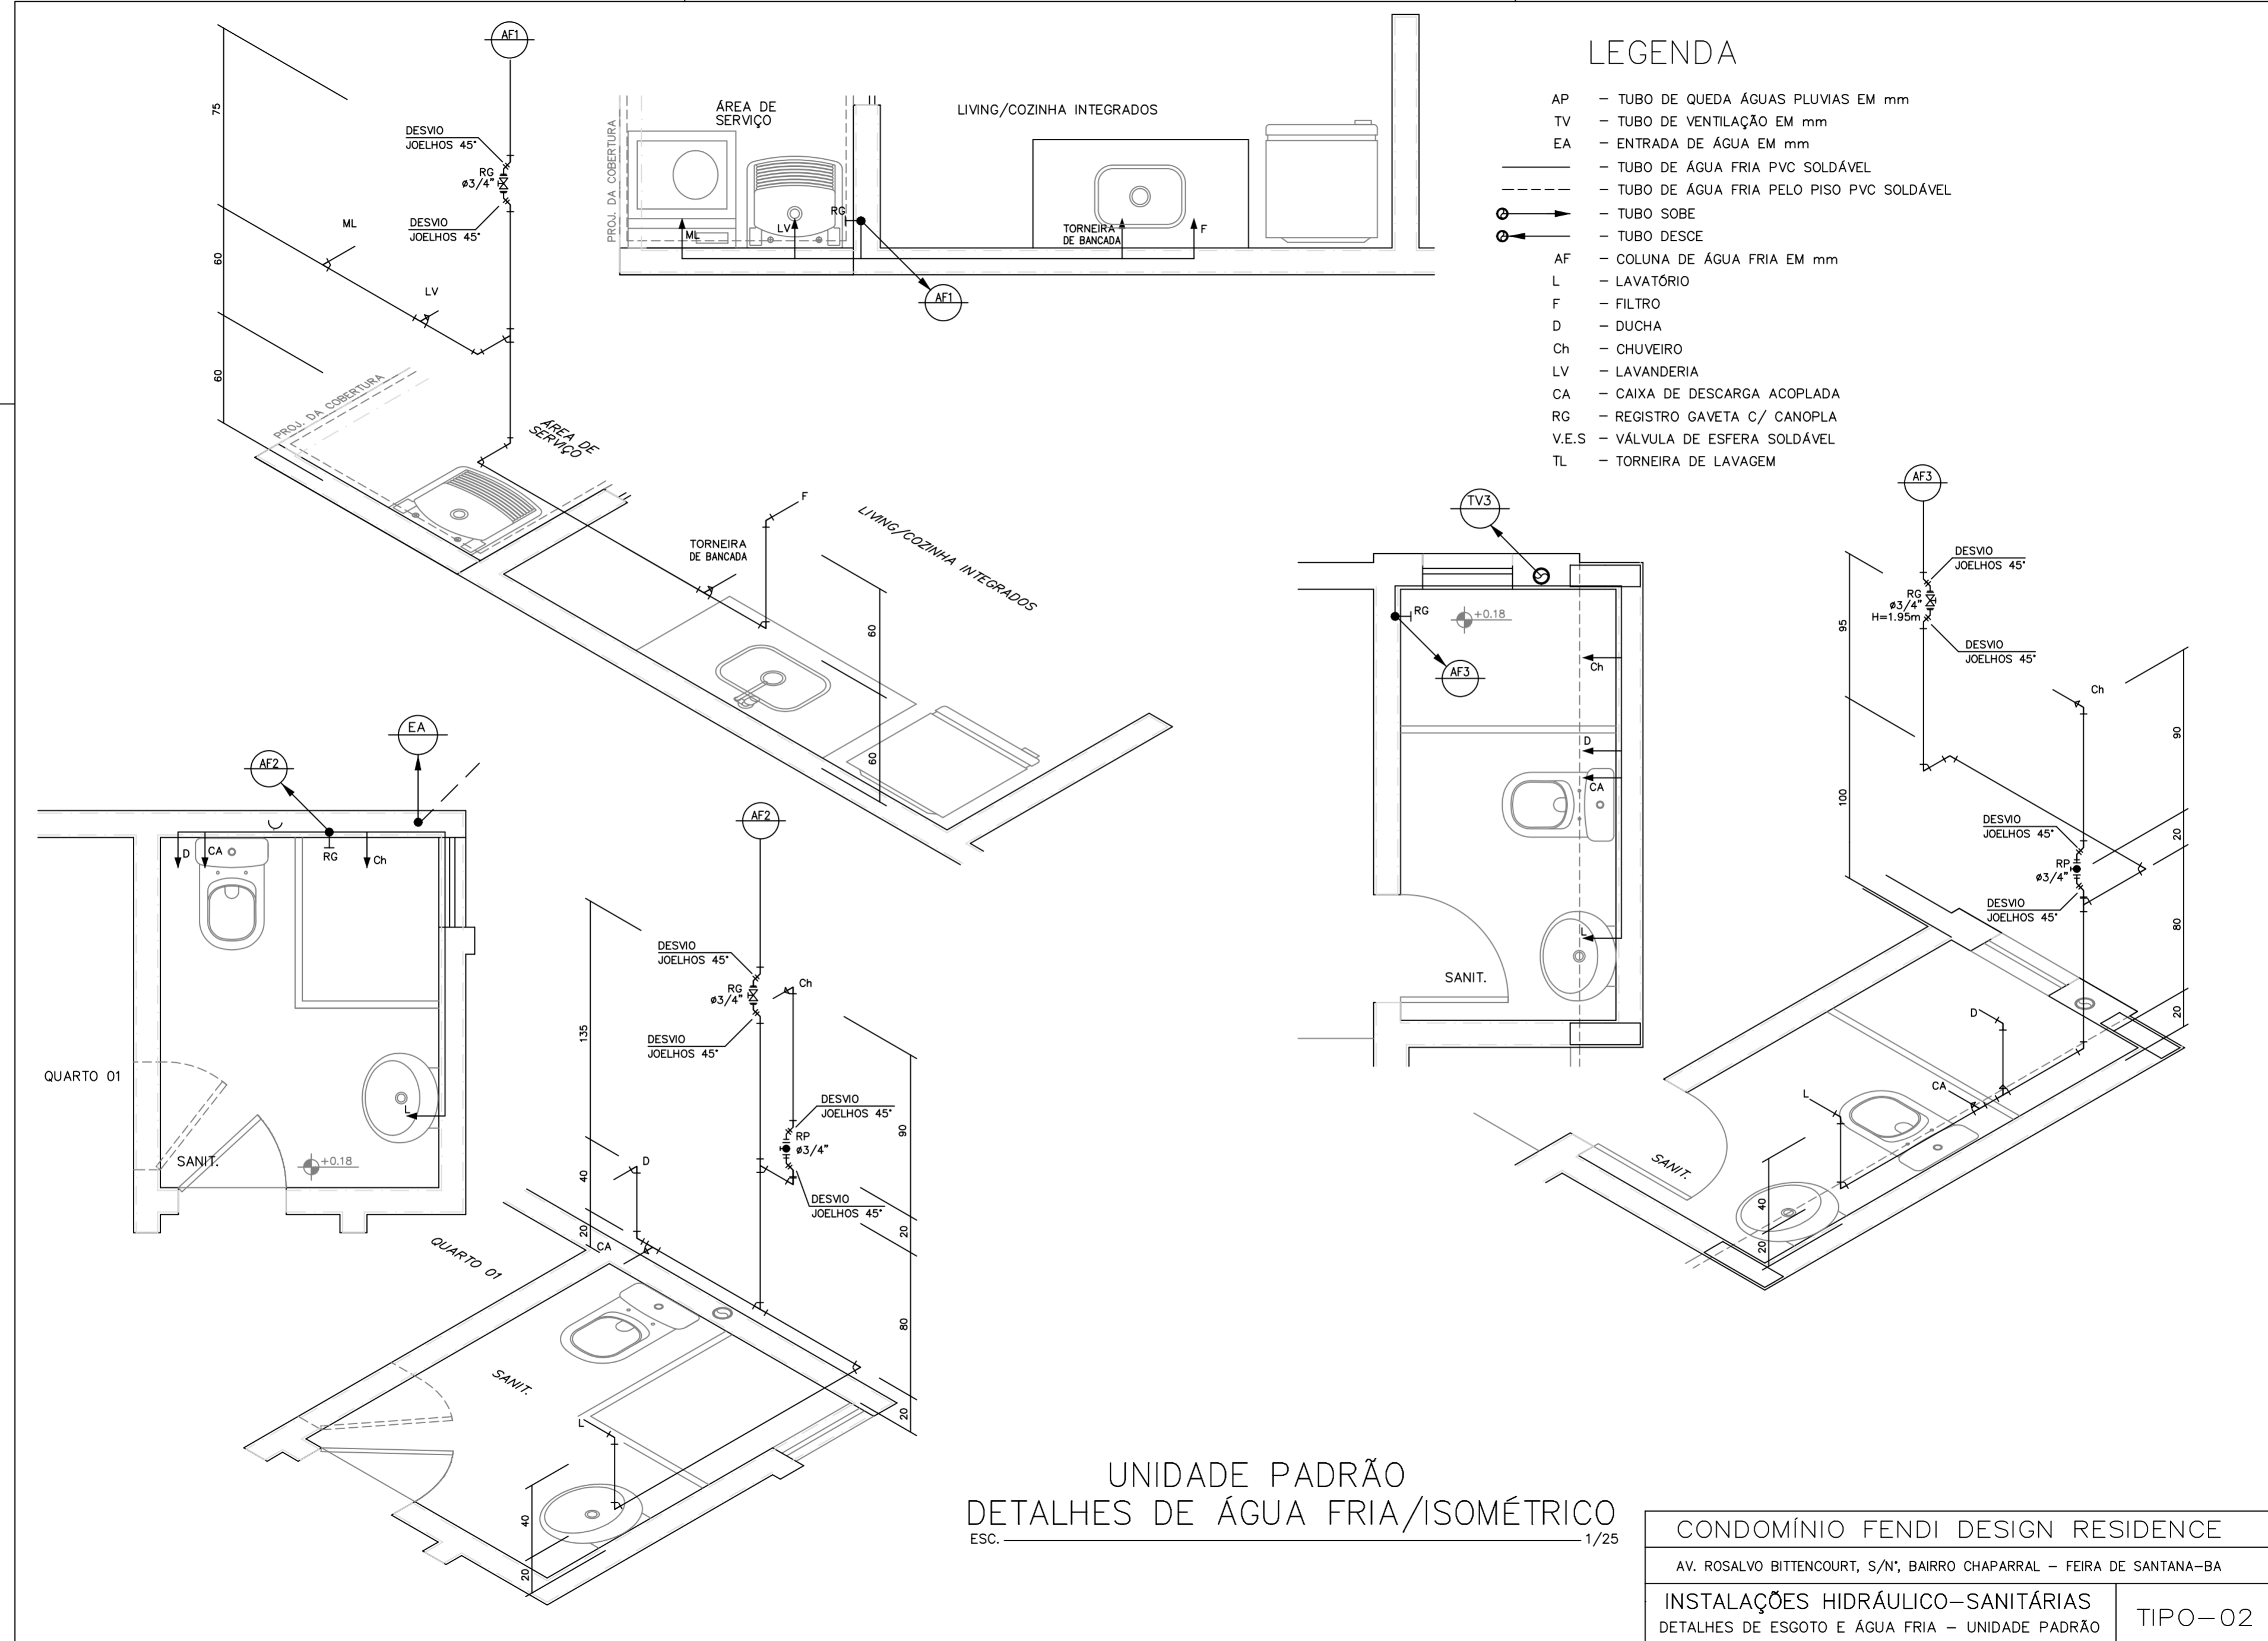 AF1
75
60
60
DESVIO
JOELHOS 45°
RG
ø3/4"
DESVIO
JOELHOS 45°
ML
LV
PROJ. DA COBERTURA
ÁREA DE
SERVIÇO
TORNEIRA
DE BANCADA
F
LIVING/COZINHA INTEGRADOS
60
60
PROJ. DA COBERTURA
ÁREA DE
SERVIÇO
LIVING/COZINHA INTEGRADOS
RG
ML
LV
TORNEIRA
DE BANCADA
F
AF1
LEGENDA
AP – TUBO DE QUEDA ÁGUAS PLUVIAS EM mm
TV – TUBO DE VENTILAÇÃO EM mm
EA – ENTRADA DE ÁGUA EM mm
– TUBO DE ÁGUA FRIA PVC SOLDÁVEL
– TUBO DE ÁGUA FRIA PELO PISO PVC SOLDÁVEL
– TUBO SOBE
– TUBO DESCE
AF – COLUNA DE ÁGUA FRIA EM mm
L – LAVATÓRIO
F – FILTRO
D – DUCHA
Ch – CHUVEIRO
LV – LAVANDERIA
CA – CAIXA DE DESCARGA ACOPLADA
RG – REGISTRO GAVETA C/ CANOPLA
V.E.S – VÁLVULA DE ESFERA SOLDÁVEL
TL – TORNEIRA DE LAVAGEM
TV3
RG
+0.18
AF3
Ch
D
CA
L
SANIT.
AF3
DESVIO
JOELHOS 45°
RG
ø3/4"
H=1.95m
DESVIO
JOELHOS 45°
95
100
Ch
90
20
80
20
DESVIO
JOELHOS 45°
RP
ø3/4"
DESVIO
JOELHOS 45°
D
CA
L
SANIT.
40
20
EA
AF2
D
CA
RG
Ch
QUARTO 01
L
SANIT.
+0.18
AF2
DESVIO
JOELHOS 45°
RG
ø3/4"
DESVIO
JOELHOS 45°
Ch
135
40
20
DESVIO
JOELHOS 45°
RP
ø3/4"
DESVIO
JOELHOS 45°
90
20
80
20
D
CA
QUARTO 01
SANIT.
L
40
20
UNIDADE PADRÃO
DETALHES DE ÁGUA FRIA/ISOMÉTRICO
ESC. 1/25
CONDOMÍNIO FENDI DESIGN RESIDENCE
AV. ROSALVO BITTENCOURT, S/N°, BAIRRO CHAPARRAL – FEIRA DE SANTANA–BA
INSTALAÇÕES HIDRÁULICO–SANITÁRIAS
DETALHES DE ESGOTO E ÁGUA FRIA – UNIDADE PADRÃO
TIPO–02